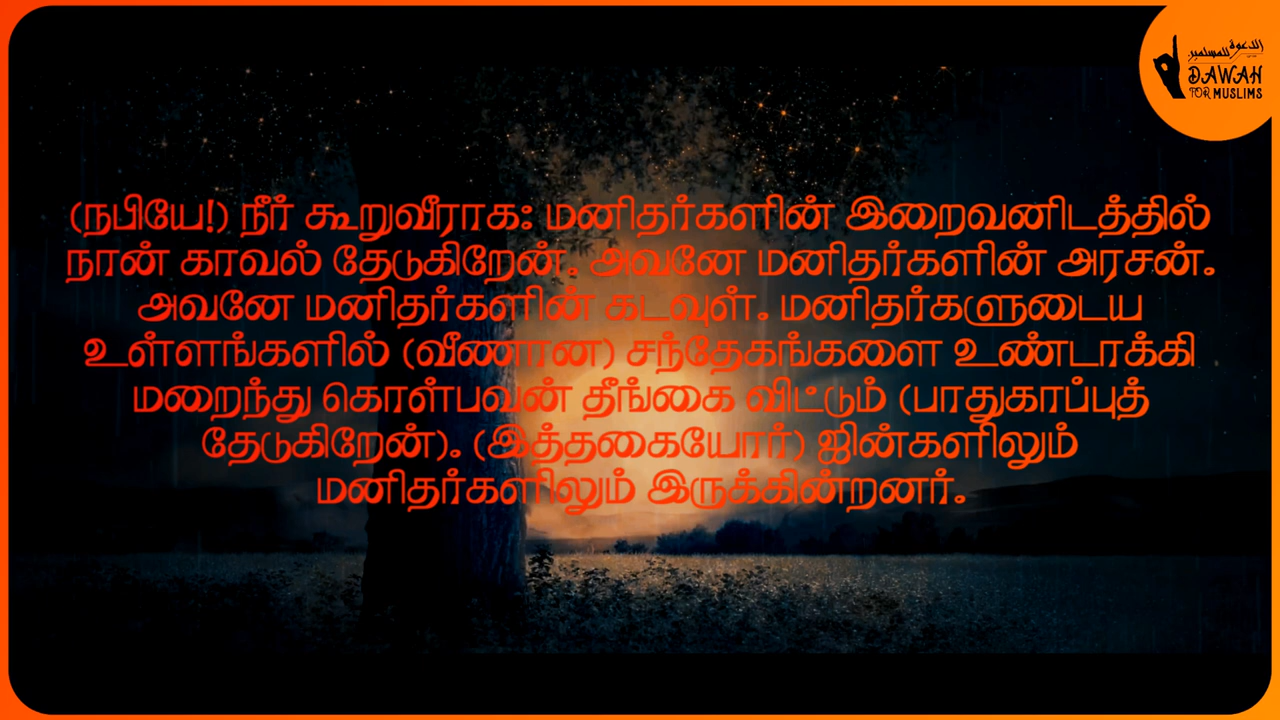 الدعوة للمسلمين
DAWAH
FOR MUSLIMS
(நபியே!) நீர் கூறுவீராக: மனிதர்களின் இறைவனிடத்தில்
நான் காவல் தேடுகிறேன். அவனே மனிதர்களின் அரசன்.
அவனே மனிதர்களின் கடவுள். மனிதர்களுடைய
உள்ளங்களில் (வீணான) சந்தேகங்களை உண்டாக்கி
மறைந்து கொள்பவன் தீங்கை விட்டும் (பாதுகாப்புத்
தேடுகிறேன்). (இத்தகையோர்) ஜின்களிலும்
மனிதர்களிலும் இருக்கின்றனர்.